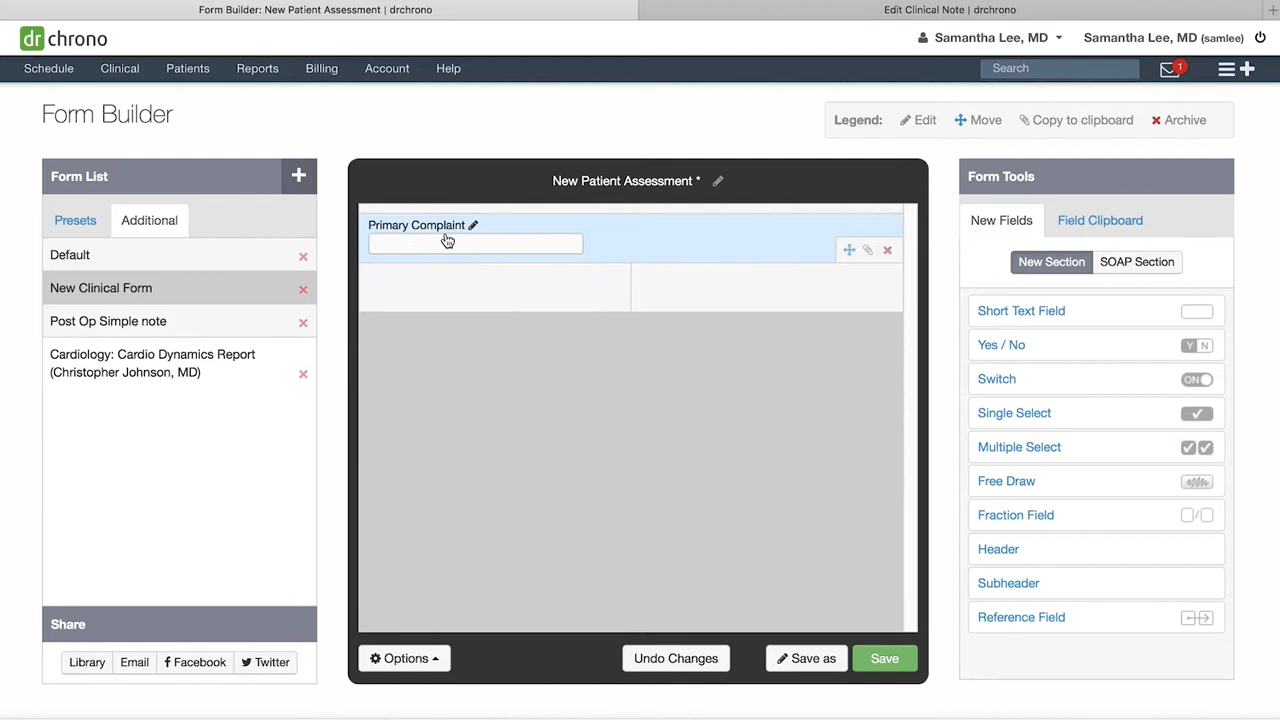 Form Builder: New Patient Assessment | drchrono
Edit Clinical Note | drchrono
dr chrono
Samantha Lee, MD
Samantha Lee, MD (samlee)
Schedule
Clinical
Patients
Reports
Billing
Account
Help
Search
1
Form Builder
Legend:
Edit
Move
Copy to clipboard
Archive
Form List
Presets
Additional
Default
New Clinical Form
Post Op Simple note
Cardiology: Cardio Dynamics Report
(Christopher Johnson, MD)
Share
Library
Email
Facebook
Twitter
New Patient Assessment *
Primary Complaint
Options
Undo Changes
Save as
Save
Form Tools
New Fields
Field Clipboard
New Section
SOAP Section
Short Text Field
Yes / No
Y N
Switch
ON
Single Select
Multiple Select
Free Draw
Fraction Field
Header
Subheader
Reference Field